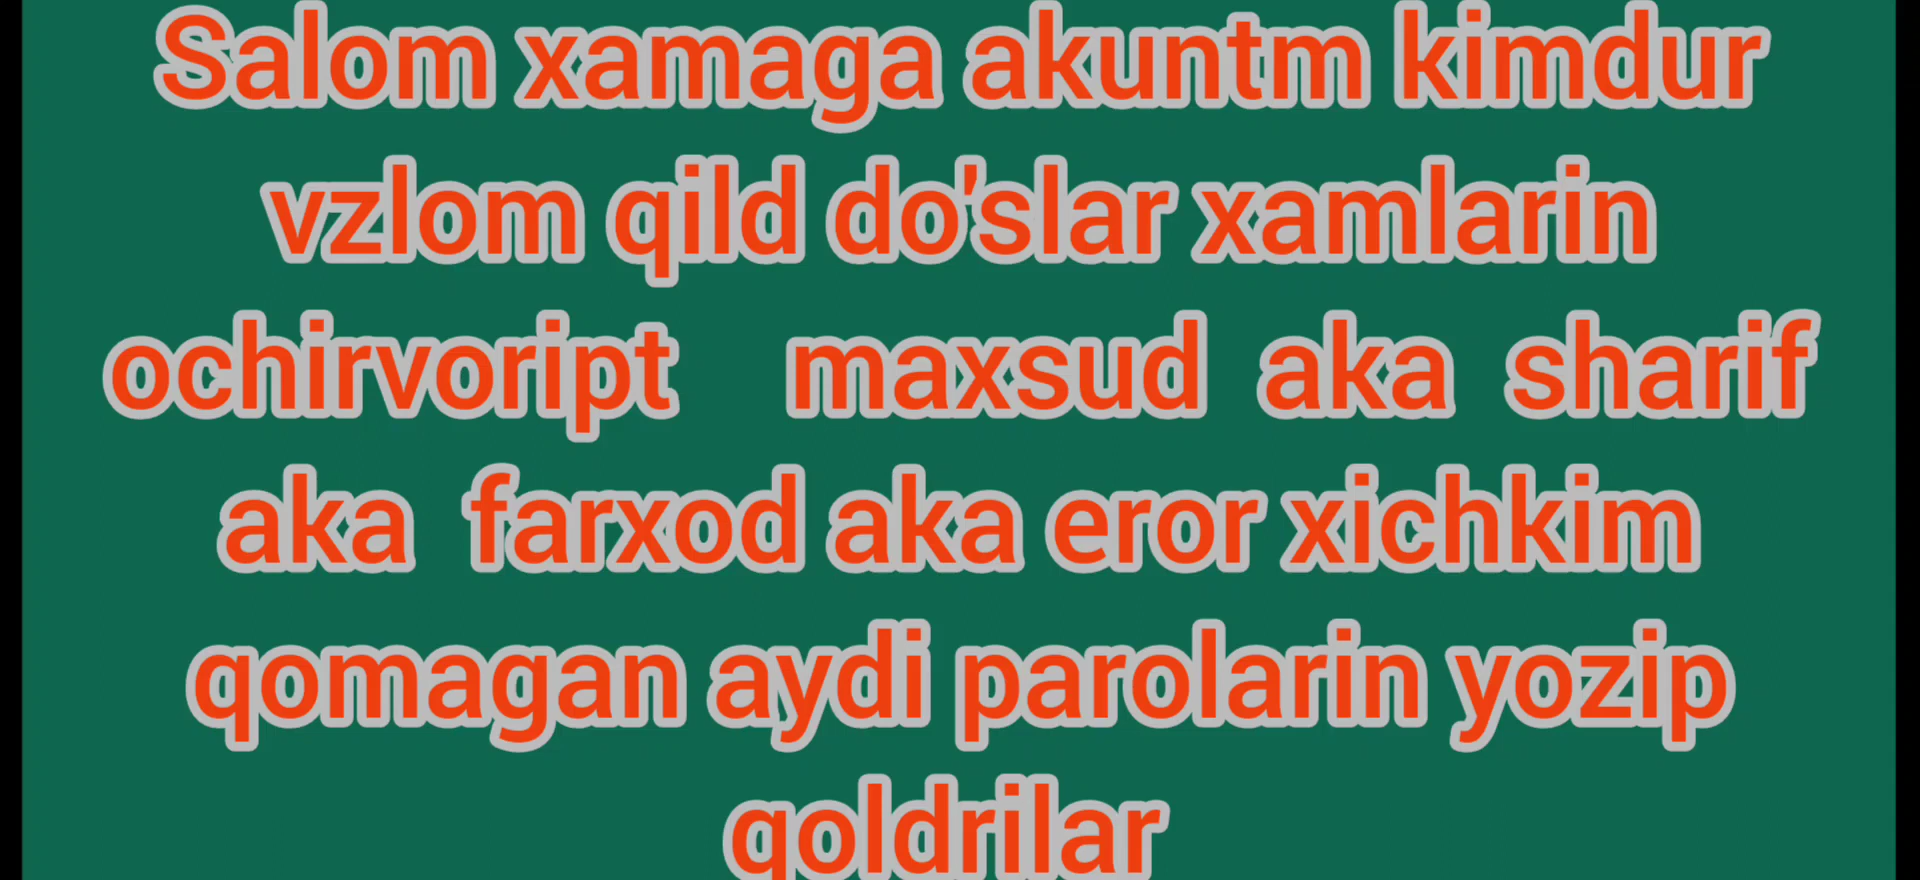 Salom xamaga akuntm kimdur
vzlom qild do'slar xamlarin
ochirvoript maxsud aka sharif
aka farxod aka eror xichkim
qomagan aydi parolarin yozip
qoldrilar